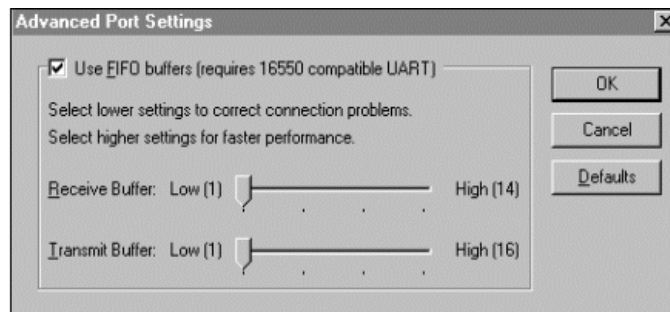 Advanced Port Settings
Use FIFO buffers (requires 16550 compatible UART)
Select lower settings to correct connection problems.
Select higher settings for faster performance.
Receive Buffer: Low (1) High (14)
Transmit Buffer: Low (1) High (16)
OK
Cancel
Defaults